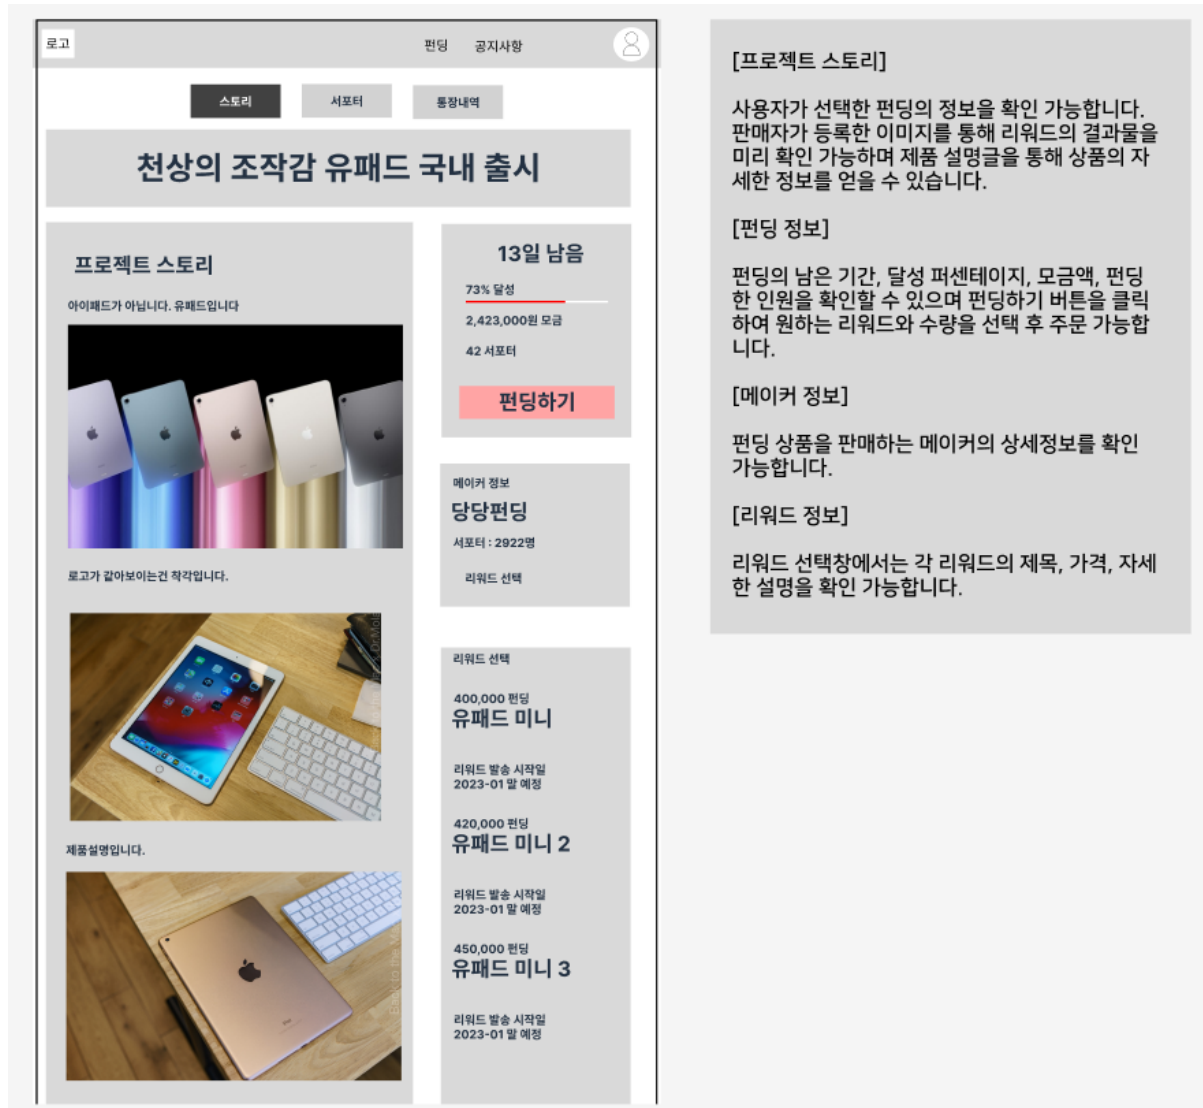 로고
펀딩
공지사항
스토리
서포터
통장내역
천상의 조작감 유패드 국내 출시
프로젝트 스토리
아이패드가 아닙니다. 유패드입니다
로고가 같아보이는건 착각입니다.
제품설명입니다.
13일 남음
73% 달성
2,423,000원 모금
42 서포터
펀딩하기
메이커 정보
당당펀딩
서포터 : 2922명
리워드 선택
리워드 선택
400,000 펀딩
유패드 미니
리워드 발송 시작일
2023-01 말 예정
420,000 펀딩
유패드 미니 2
리워드 발송 시작일
2023-01 말 예정
450,000 펀딩
유패드 미니 3
리워드 발송 시작일
2023-01 말 예정
[프로젝트 스토리]
사용자가 선택한 펀딩의 정보을 확인 가능합니다.
판매자가 등록한 이미지를 통해 리워드의 결과물을
미리 확인 가능하며 제품 설명글을 통해 상품의 자
세한 정보를 얻을 수 있습니다.
[펀딩 정보]
펀딩의 남은 기간, 달성 퍼센테이지, 모금액, 펀딩
한 인원을 확인할 수 있으며 펀딩하기 버튼을 클릭
하여 원하는 리워드와 수량을 선택 후 주문 가능합
니다.
[메이커 정보]
펀딩 상품을 판매하는 메이커의 상세정보를 확인
가능합니다.
[리워드 정보]
리워드 선택창에서는 각 리워드의 제목, 가격, 자세
한 설명을 확인 가능합니다.